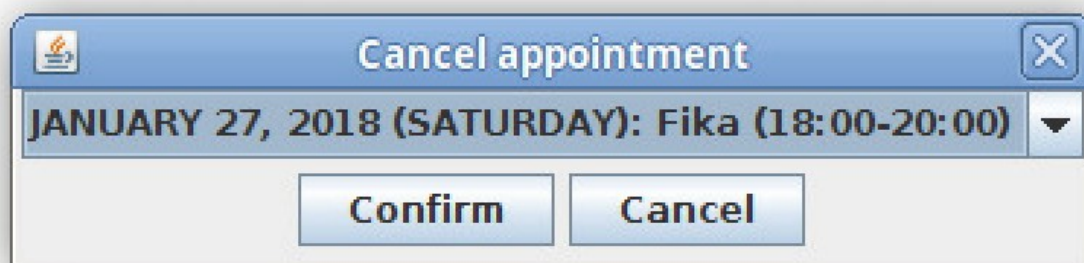 Cancel appointment
JANUARY 27, 2018 (SATURDAY): Fika (18:00-20:00)
Confirm Cancel